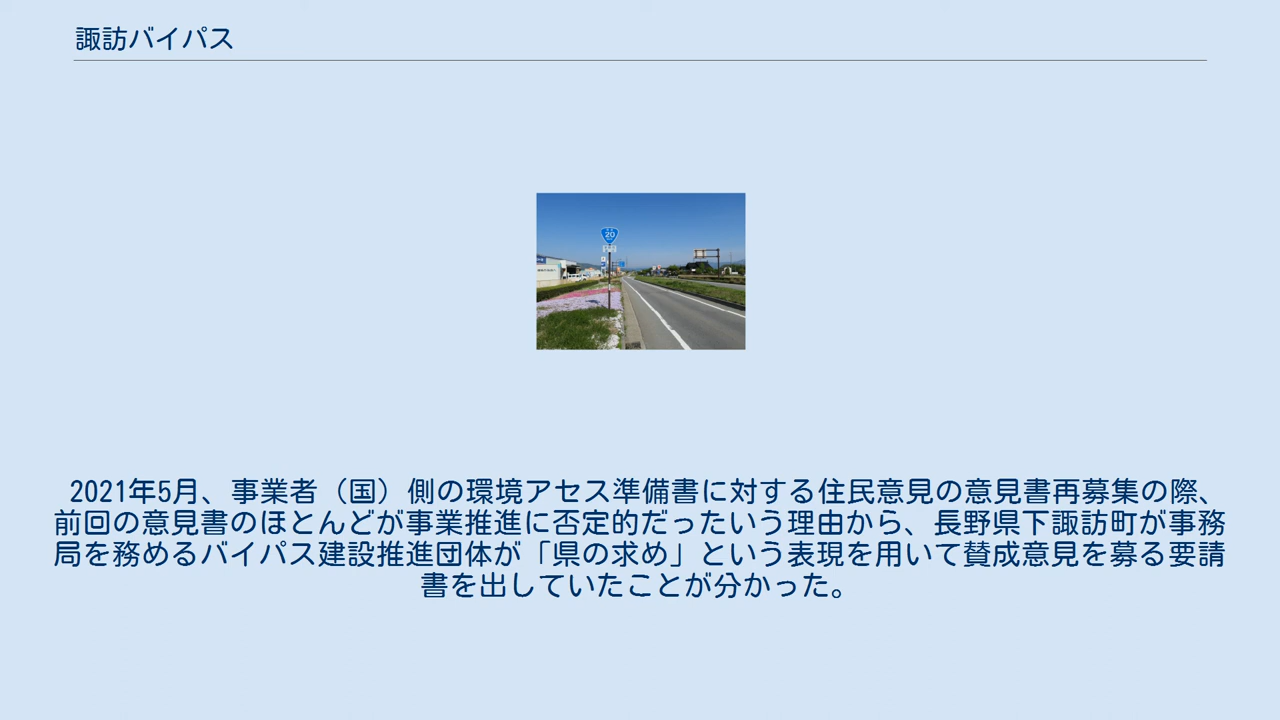 諏訪バイパス
20
2021年5月、事業者（国）側の環境アセス準備書に対する住民意見の意見書再募集の際、
前回の意見書のほとんどが事業推進に否定的だったいう理由から、長野県下諏訪町が事務
局を務めるバイパス建設推進団体が「県の求め」という表現を用いて賛成意見を募る要請
書を出していたことが分かった。